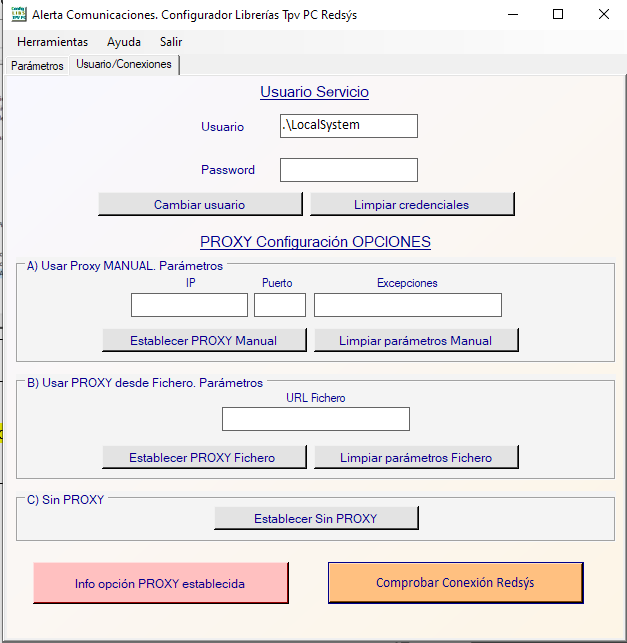 Alerta Comunicaciones. Configurador Librerías Tpv PC Redsýs
Herramientas Ayuda Salir
Parámetros Usuario/Conexiones
Usuario Servicio
Usuario .\LocalSystem
Password
Cambiar usuario Limpiar credenciales
PROXY Configuración OPCIONES
A) Usar Proxy MANUAL. Parámetros
IP Puerto Excepciones
Establecer PROXY Manual Limpiar parámetros Manual
B) Usar PROXY desde Fichero. Parámetros
URL Fichero
Establecer PROXY Fichero Limpiar parámetros Fichero
C) Sin PROXY
Establecer Sin PROXY
Info opción PROXY establecida Comprobar Conexión Redsýs